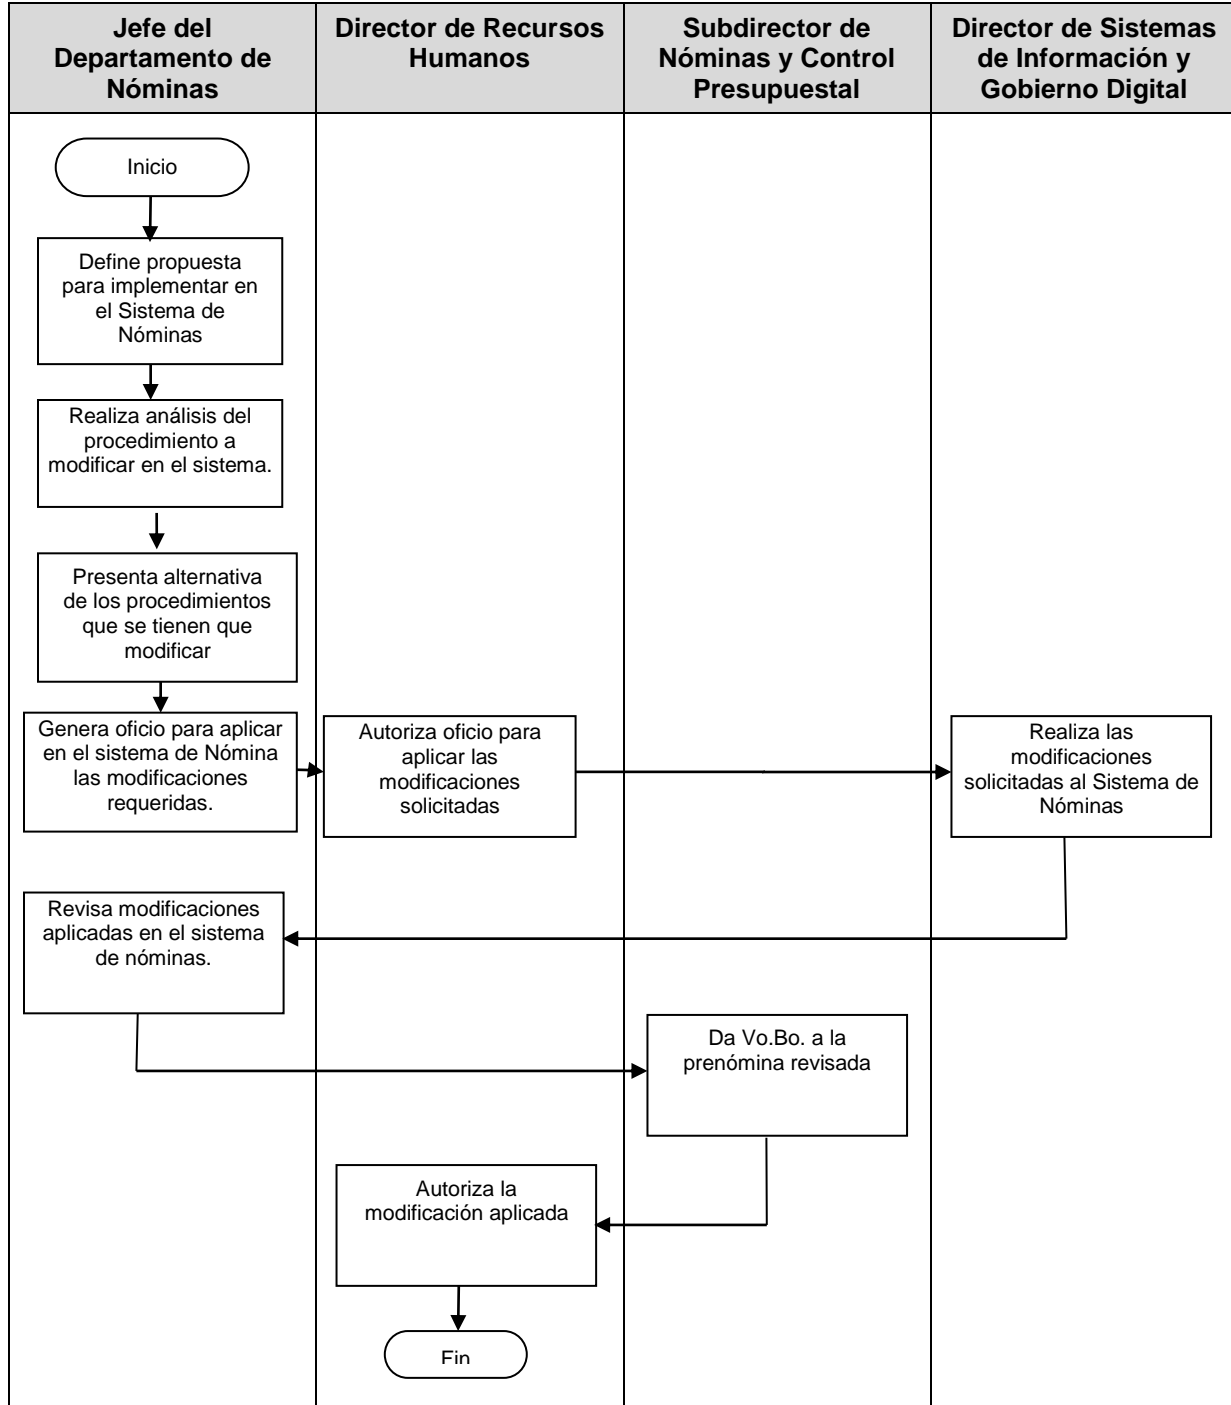 Jefe del
Departamento de
Nóminas
Director de Recursos
Humanos
Subdirector de
Nóminas y Control
Presupuestal
Director de Sistemas
de Información y
Gobierno Digital
Inicio
Define propuesta
para implementar en
el Sistema de
Nóminas
Realiza análisis del
procedimiento a
modificar en el sistema.
Presenta alternativa
de los procedimientos
que se tienen que
modificar
Genera oficio para aplicar
en el sistema de Nómina
las modificaciones
requeridas.
Autoriza oficio para
aplicar las
modificaciones
solicitadas
Realiza las
modificaciones
solicitadas al Sistema de
Nóminas
Revisa modificaciones
aplicadas en el sistema
de nóminas.
Da Vo.Bo. a la
prenómina revisada
Autoriza la
modificación aplicada
Fin